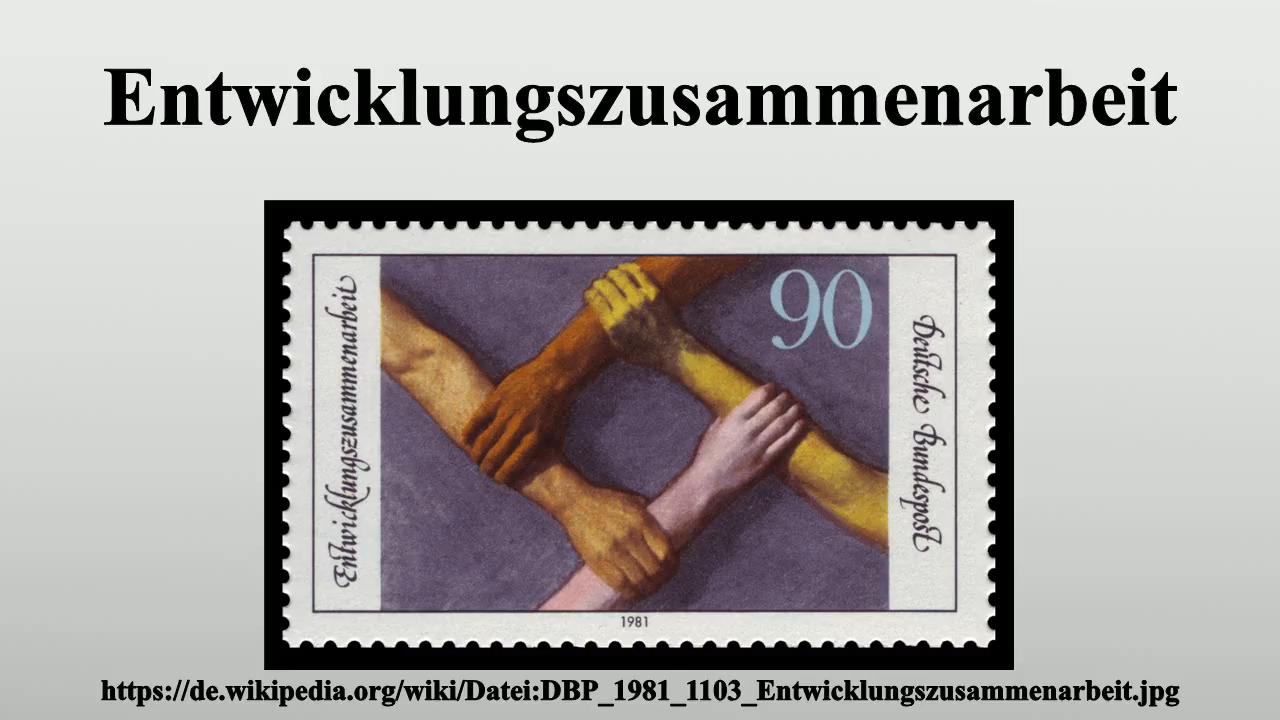 Entwicklungszusammenarbeit
Entwicklungszusammenarbeit
90
Deutsche Bundespost
1981
https://de.wikipedia.org/wiki/Datei:DBP_1981_1103_Entwicklungszusammenarbeit.jpg